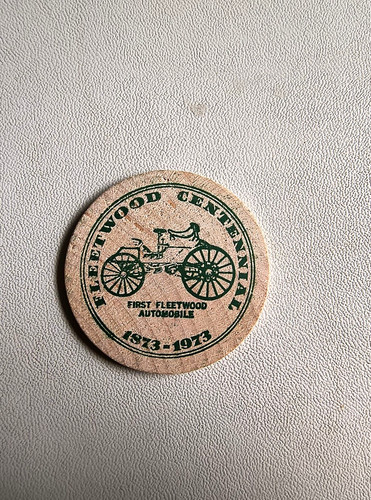 FLEETWOOD CENTENNIAL
FIRST FLEETWOOD
AUTOMOBILE
1873-1973